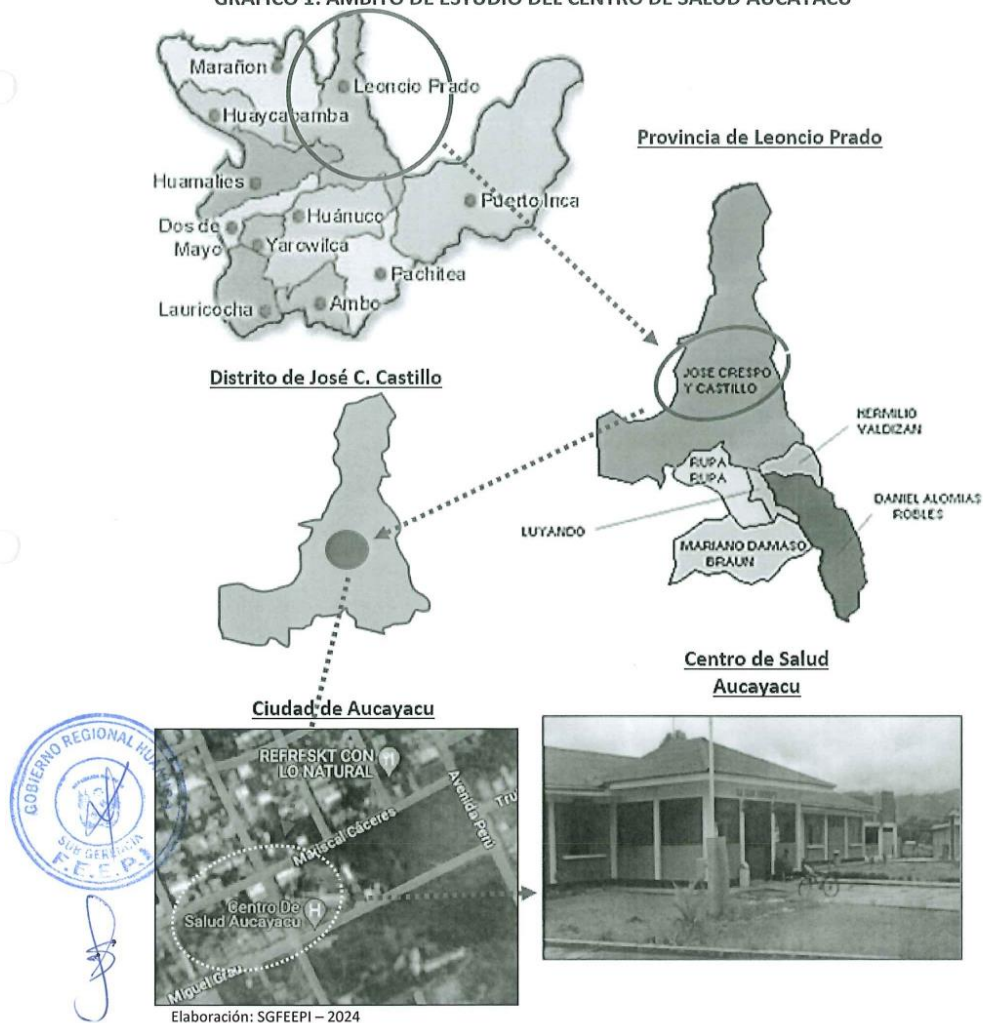 GRÁFICO 1: ÁMBITO DE ESTUDIO DEL CENTRO DE SALUD AUCAYACU
Marañon
Leoncio Prado
Huaycabamba
Huamalies
Puerto Inca
Huánuco
Dos de
Mayo
Yarowilca
Pachitea
Lauricocha
Ambo
Provincia de Leoncio Prado
JOSE CRESPO
Y CASTILLO
HERMILIO
VALDIZAN
RUPA
RUPA
DANIEL ALOMIAS
ROBLES
LUYANDO
MARIANO DAMASO
BRAUN
Distrito de José C. Castillo
Centro de Salud
Aucayacu
Ciudad de Aucayacu
REFRESKT CON
LO NATURAL
Avenida Perú
Mariscal Cáceres
Centro De
Salud Aucayacu
H
Miguel Grau
GOBIERNO REGIONAL
SUB GERENCIA
F.E.E.P.I
Elaboración: SGFEEPI – 2024